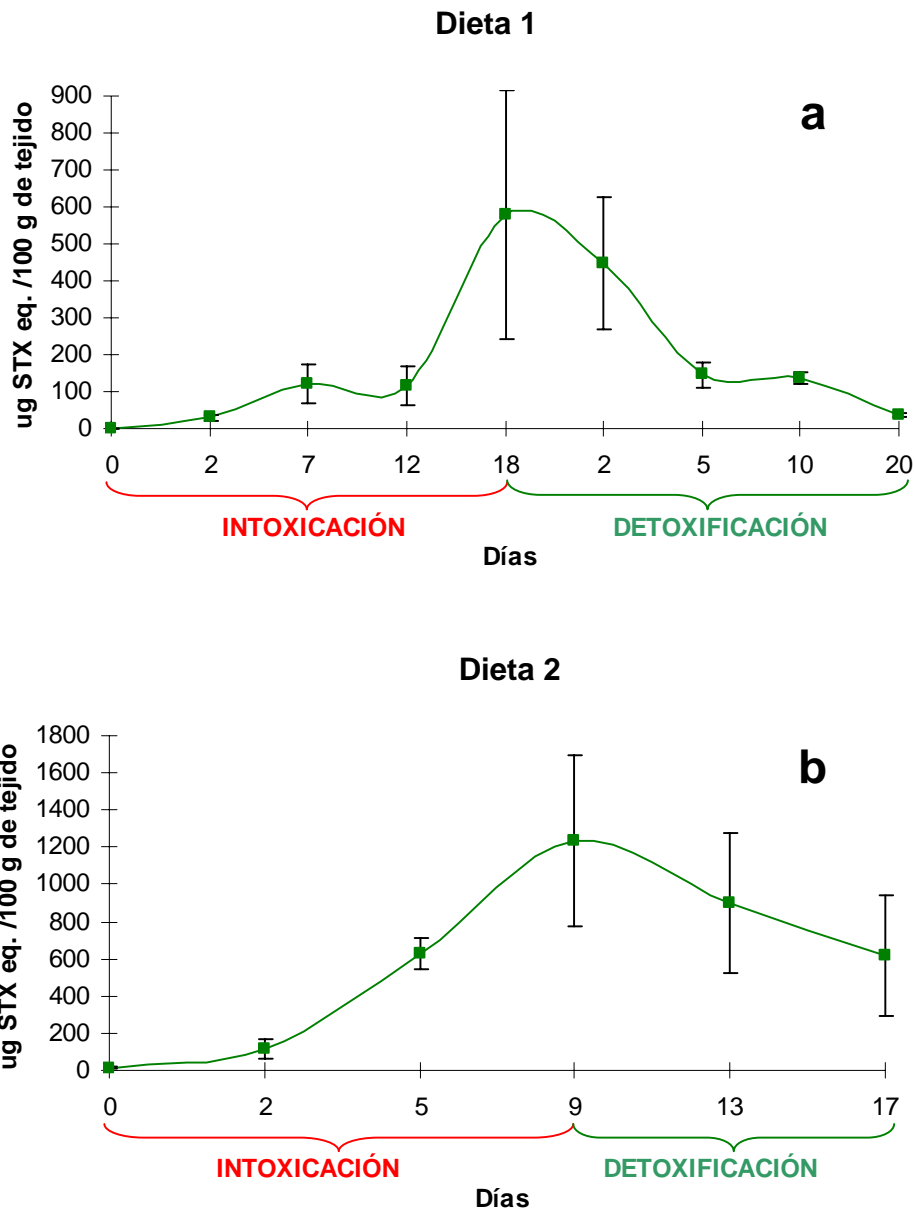 Dieta 1
a
ug STX eq. /100 g de tejido
900
800
700
600
500
400
300
200
100
0
0 2 7 12 18 2 5 10 20
INTOXICACIÓN DETOXIFICACIÓN
Días
Dieta 2
b
ug STX eq. /100 g de tejido
1800
1600
1400
1200
1000
800
600
400
200
0
0 2 5 9 13 17
INTOXICACIÓN DETOXIFICACIÓN
Días